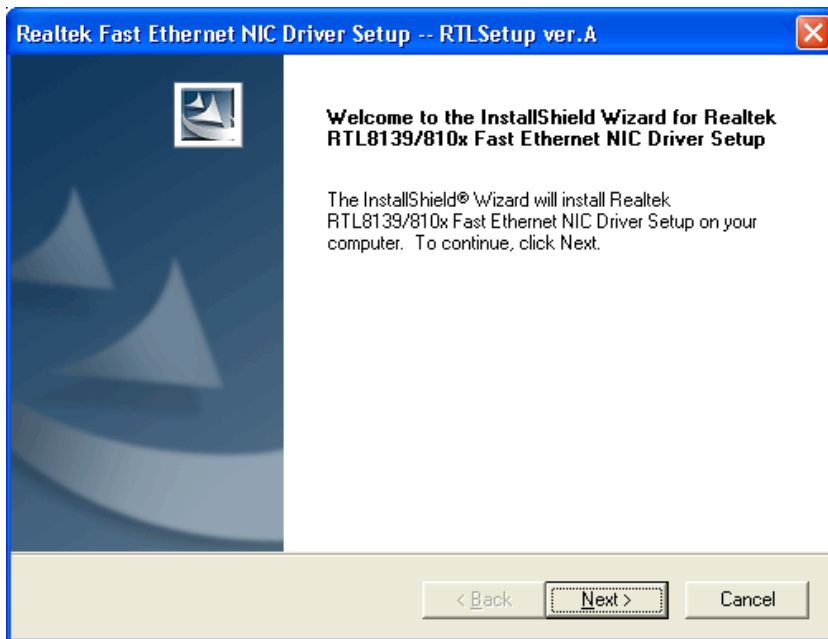 Realtek Fast Ethernet NIC Driver Setup -- RTLSetup ver.A
Welcome to the InstallShield Wizard for Realtek
RTL8139/810x Fast Ethernet NIC Driver Setup
The InstallShield® Wizard will install Realtek
RTL8139/810x Fast Ethernet NIC Driver Setup on your
computer. To continue, click Next.
< Back
Next >
Cancel